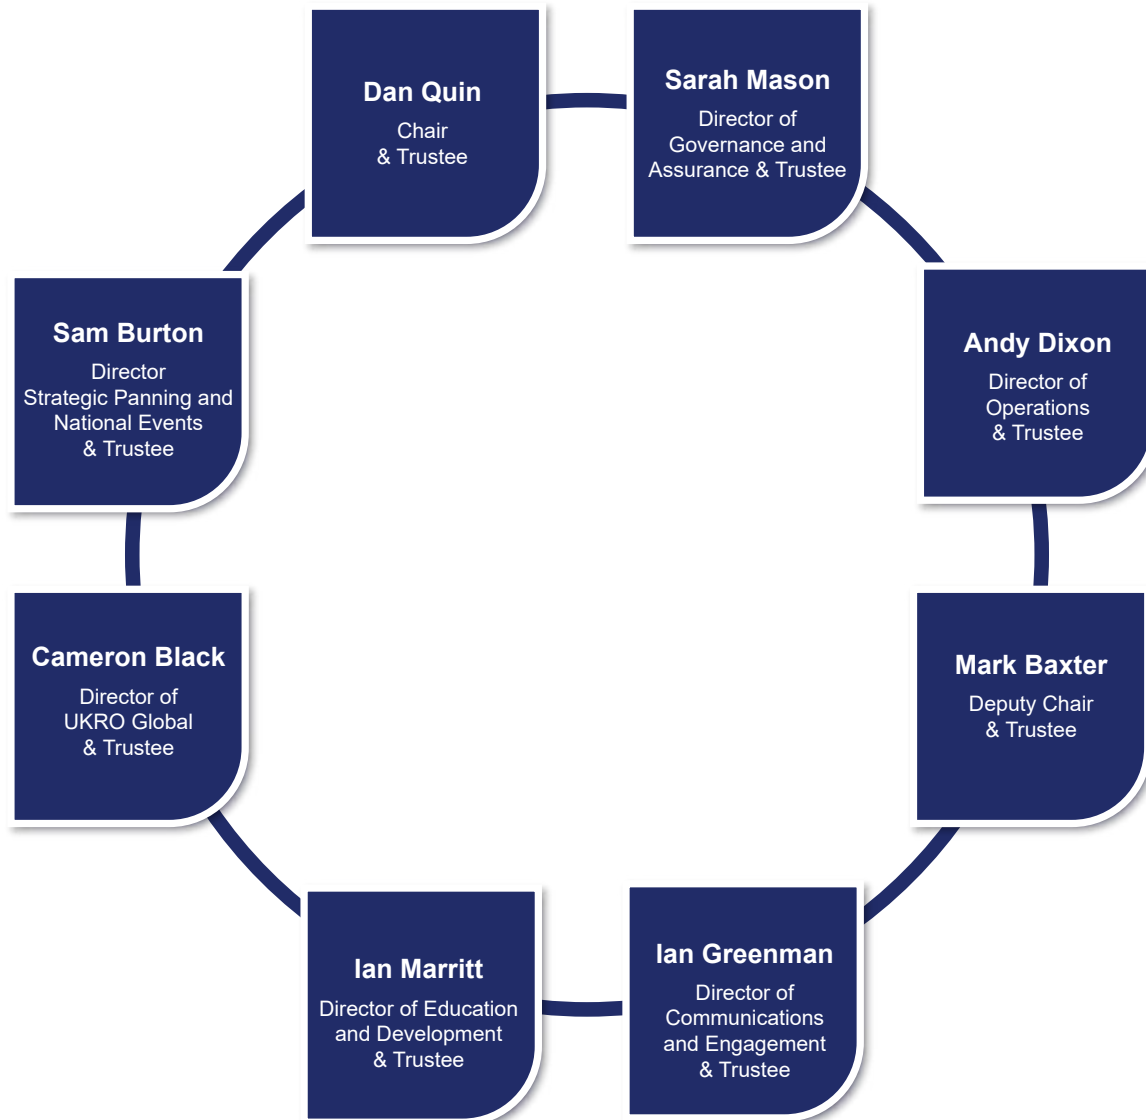 Dan Quin
Chair
& Trustee
Sarah Mason
Director of
Governance and
Assurance & Trustee
Andy Dixon
Director of
Operations
& Trustee
Mark Baxter
Deputy Chair
& Trustee
Ian Greenman
Director of
Communications
and Engagement
& Trustee
Ian Marritt
Director of Education
and Development
& Trustee
Cameron Black
Director of
UKRO Global
& Trustee
Sam Burton
Director
Strategic Panning and
National Events
& Trustee